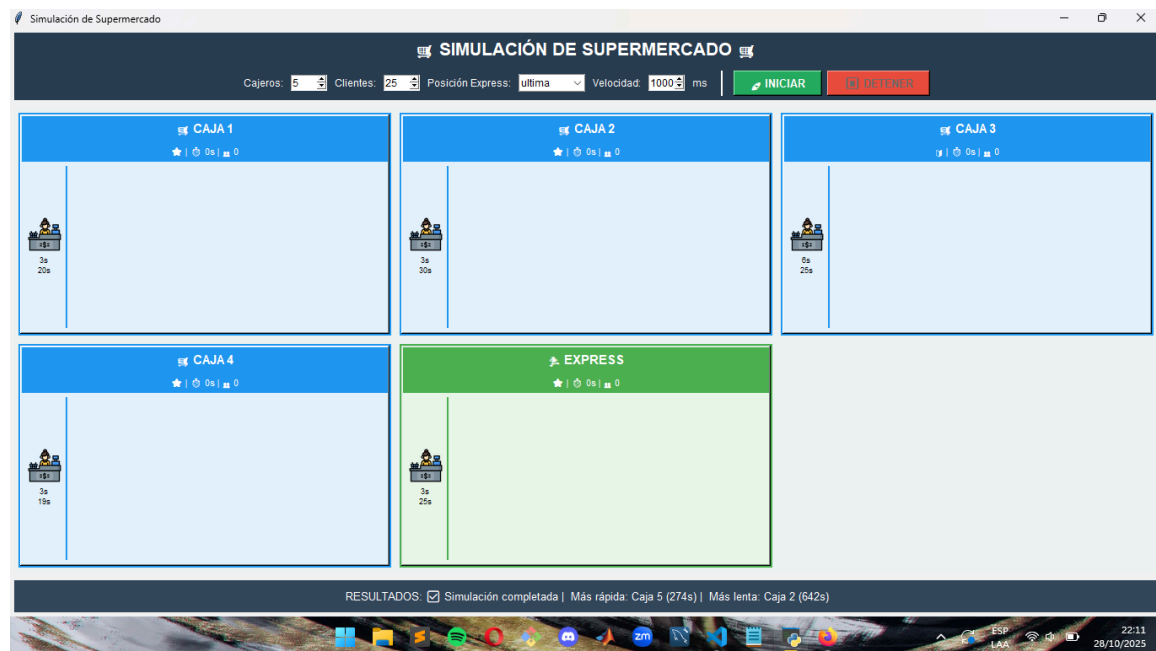 Simulación de Supermercado
SIMULACIÓN DE SUPERMERCADO
Cajeros: 5 Clientes: 25 Posición Express: ultima Velocidad: 1000 ms INICIAR DETENER
CAJA 1
| 0s | 0
3s
20s
CAJA 2
| 0s | 0
3s
30s
CAJA 3
| 0s | 0
6s
25s
CAJA 4
| 0s | 0
3s
19s
EXPRESS
| 0s | 0
3s
25s
RESULTADOS: Simulación completada | Más rápida: Caja 5 (274s) | Más lenta: Caja 2 (642s)
zm
ESP
LAA
22:11
28/10/2025